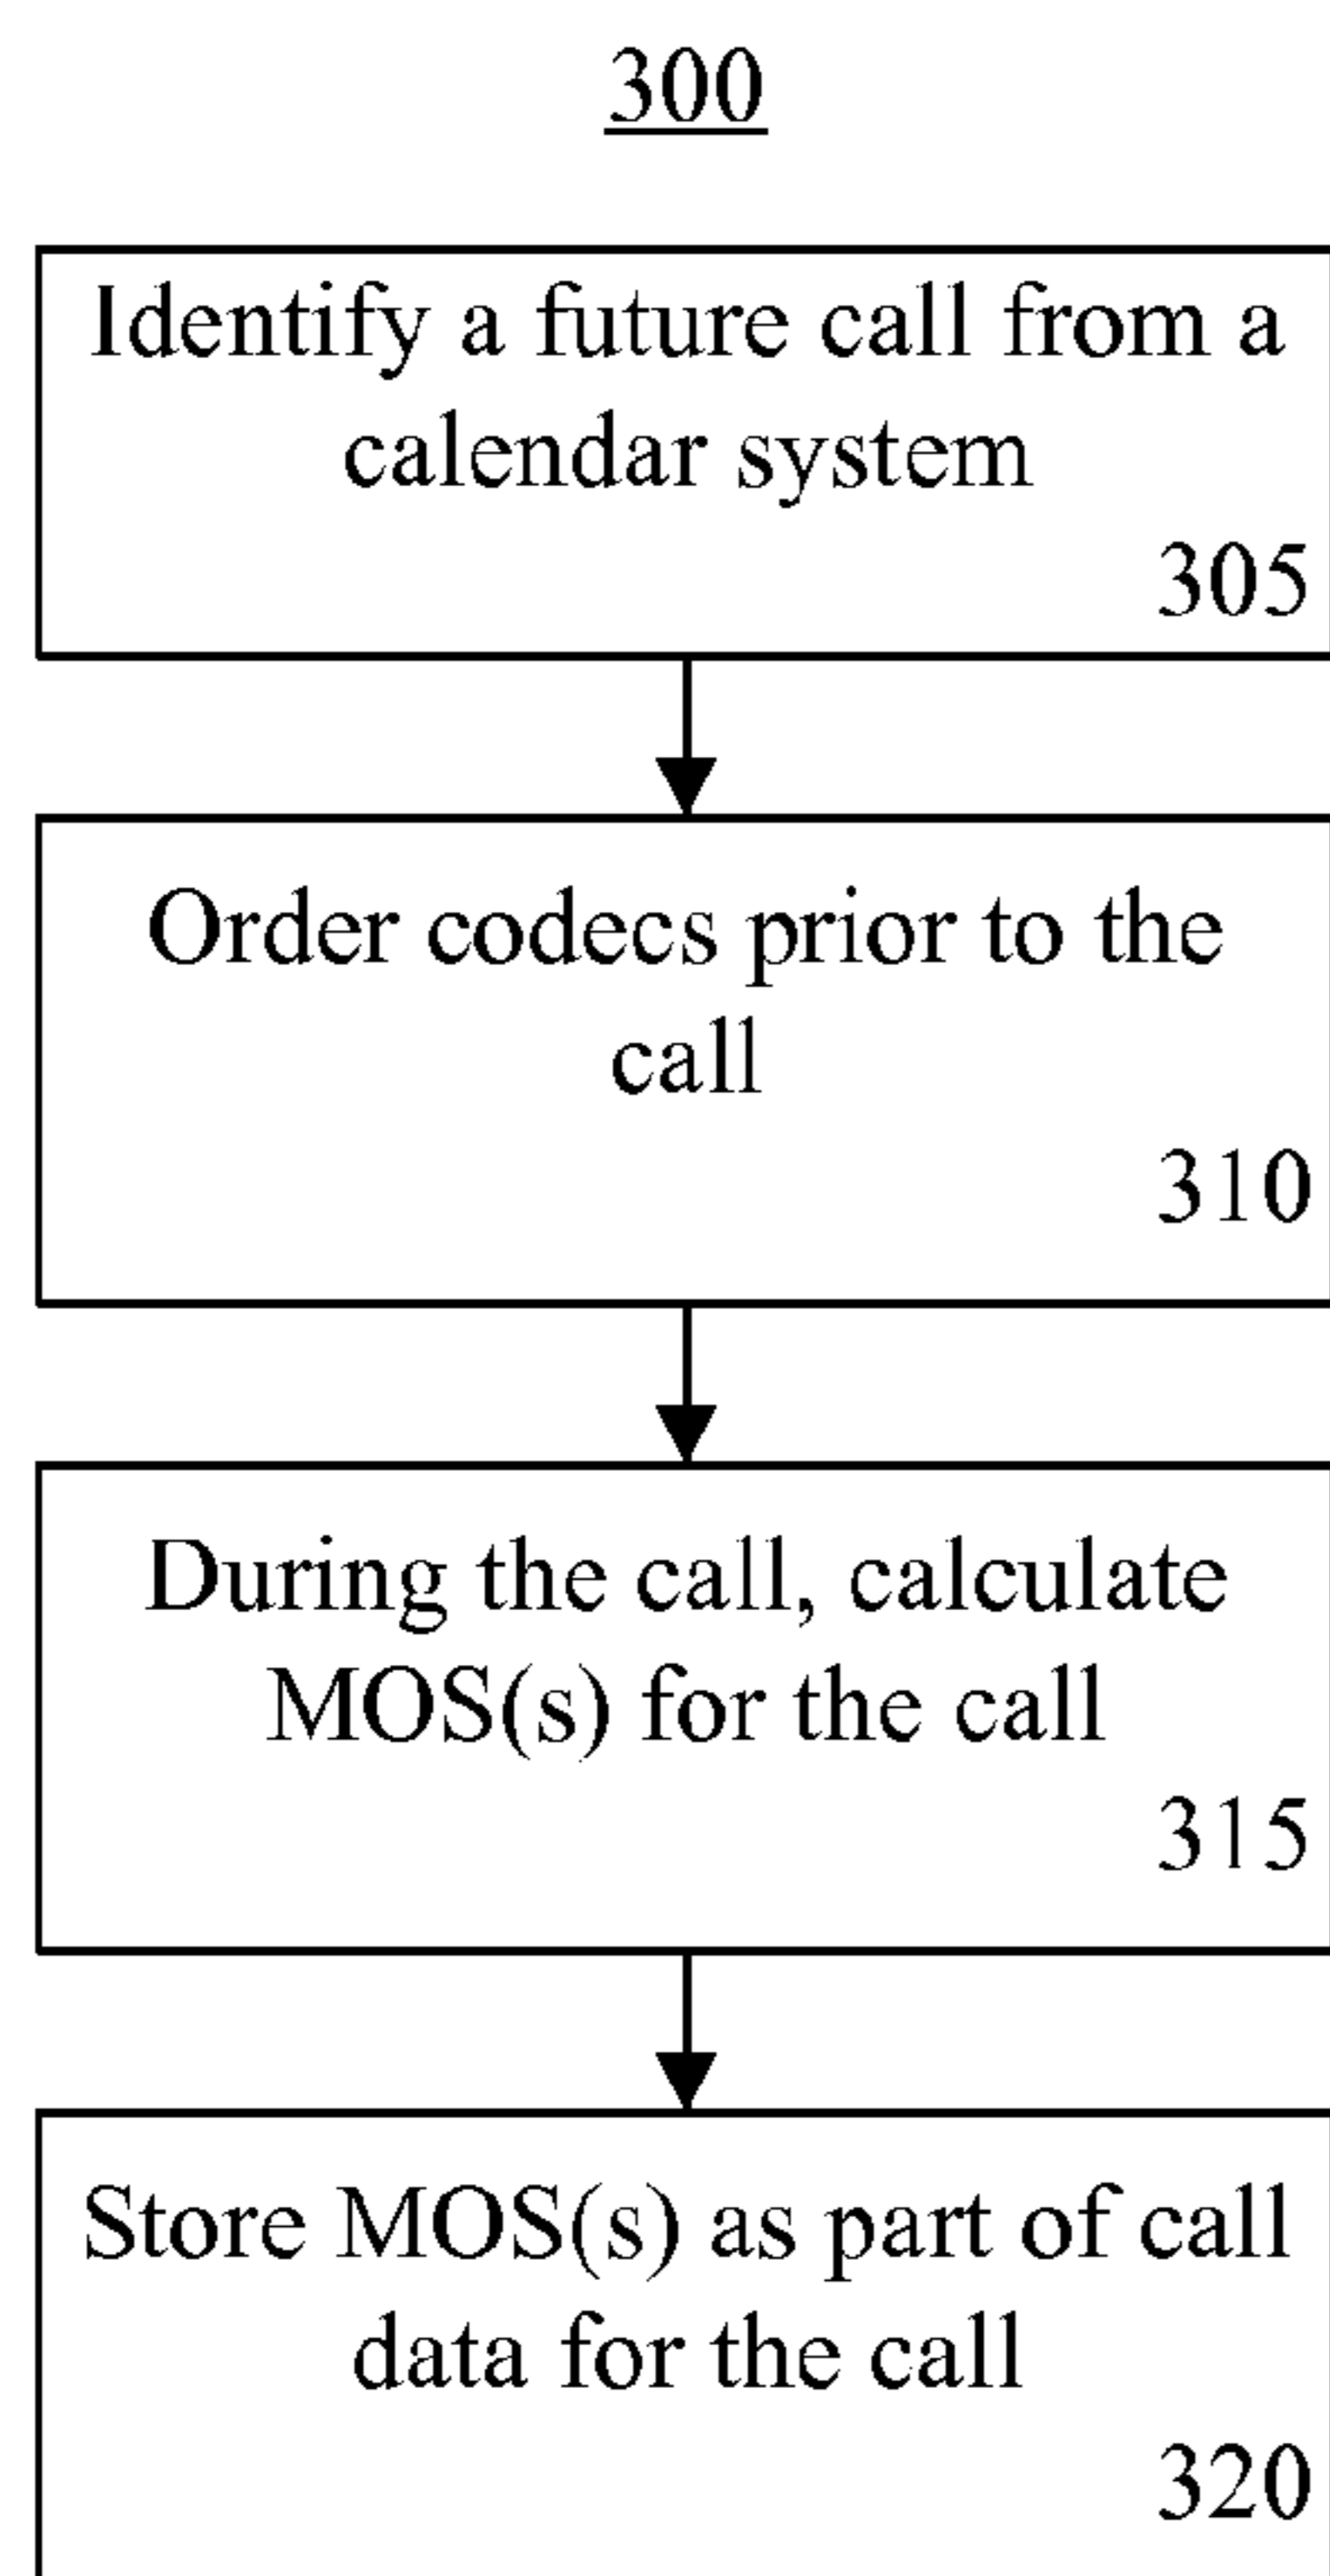 300
Identify a future call from a
calendar system
305
Order codecs prior to the
call
310
During the call, calculate
MOS(s) for the call
315
Store MOS(s) as part of call
data for the call
320